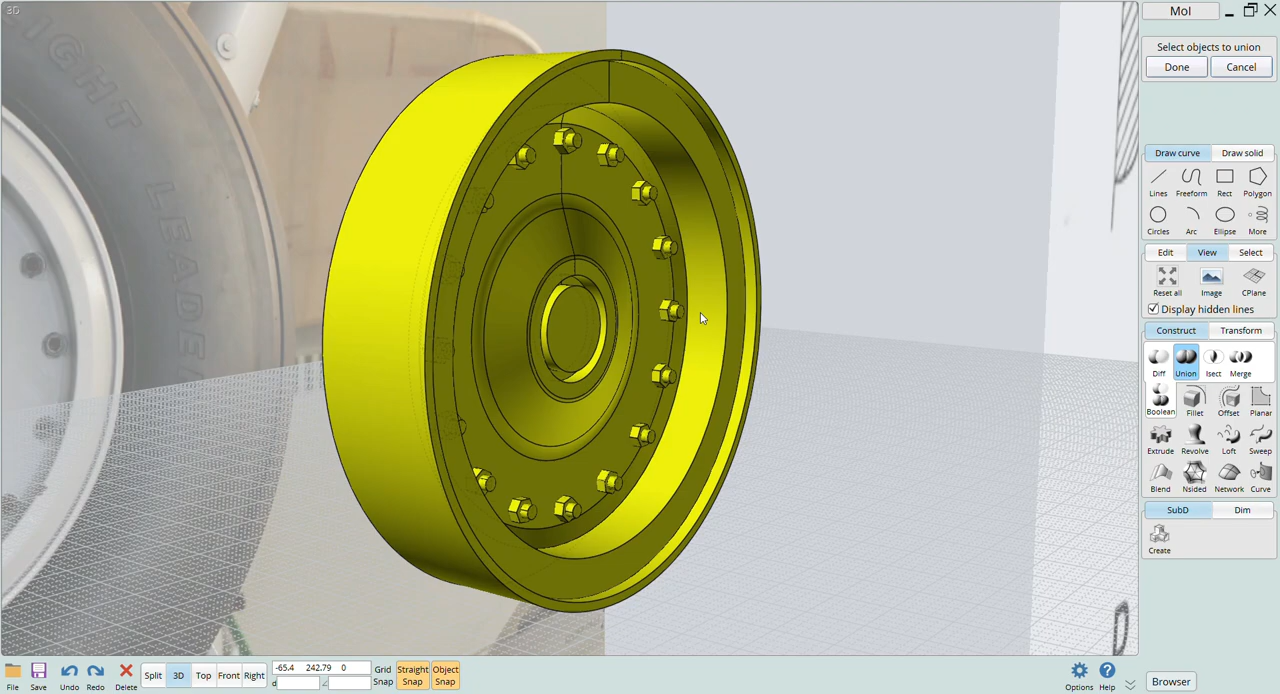 3D
MoI
Select objects to union
Done Cancel
Draw curve Draw solid
Lines Freeform Rect Polygon
Circles Arc Ellipse More
Edit View Select
Reset all Image CPlane
Display hidden lines
Construct Transform
Diff Union Isect Merge
Boolean Fillet Offset Planar
Extrude Revolve Loft Sweep
Blend Nsided Network Curve
SubD Dim
Create
IGHT LEADE
File Save Undo Redo Delete Split 3D Top Front Right
-65.4 242.79 0
d
Grid Snap
Straight Snap
Object Snap
Options Help
Browser